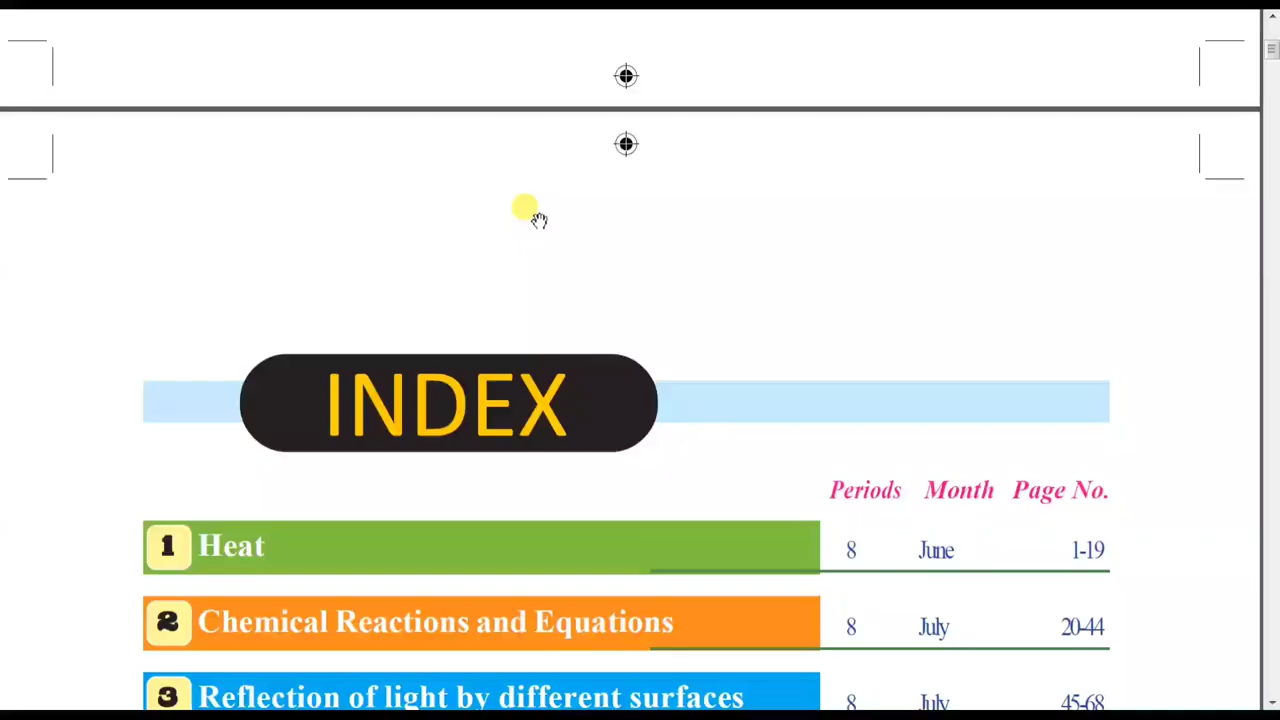 INDEX
Periods Month Page No.
1 Heat 8 June 1-19
2 Chemical Reactions and Equations 8 July 20-44
3 Reflection of light by different surfaces 8 July 45-68